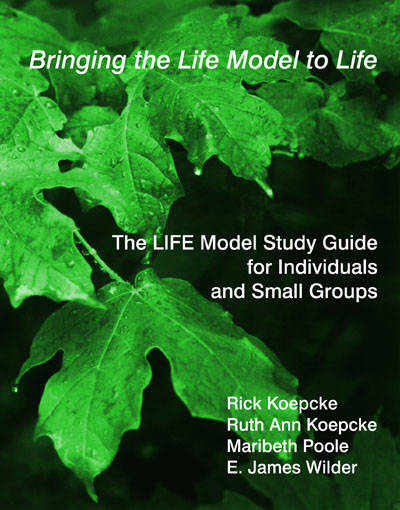 Bringing the Life Model to Life
The LIFE Model Study Guide
for Individuals
and Small Groups
Rick Koepcke
Ruth Ann Koepcke
Maribeth Poole
E. James Wilder